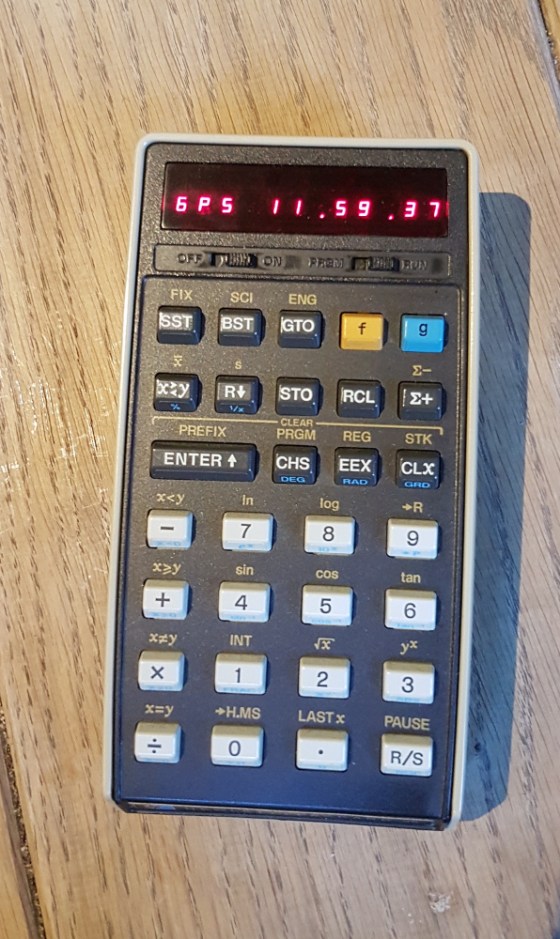 GPS 11.59.37
OFF ON PRGM RUN
FIX SCI ENG
SST BST GTO f g
x̄ s Σ−
x≷y R↓ STO RCL Σ+
% 1/x
CLEAR
PREFIX PRGM REG STK
ENTER↑ CHS EEX CLx
DEG RAD GRD
x<y ln log →R
− 7 8 9
x≥y sin cos tan
+ 4 5 6
x≠y INT √x yˣ
× 1 2 3
x=y →H.MS LAST x PAUSE
÷ 0 · R/S